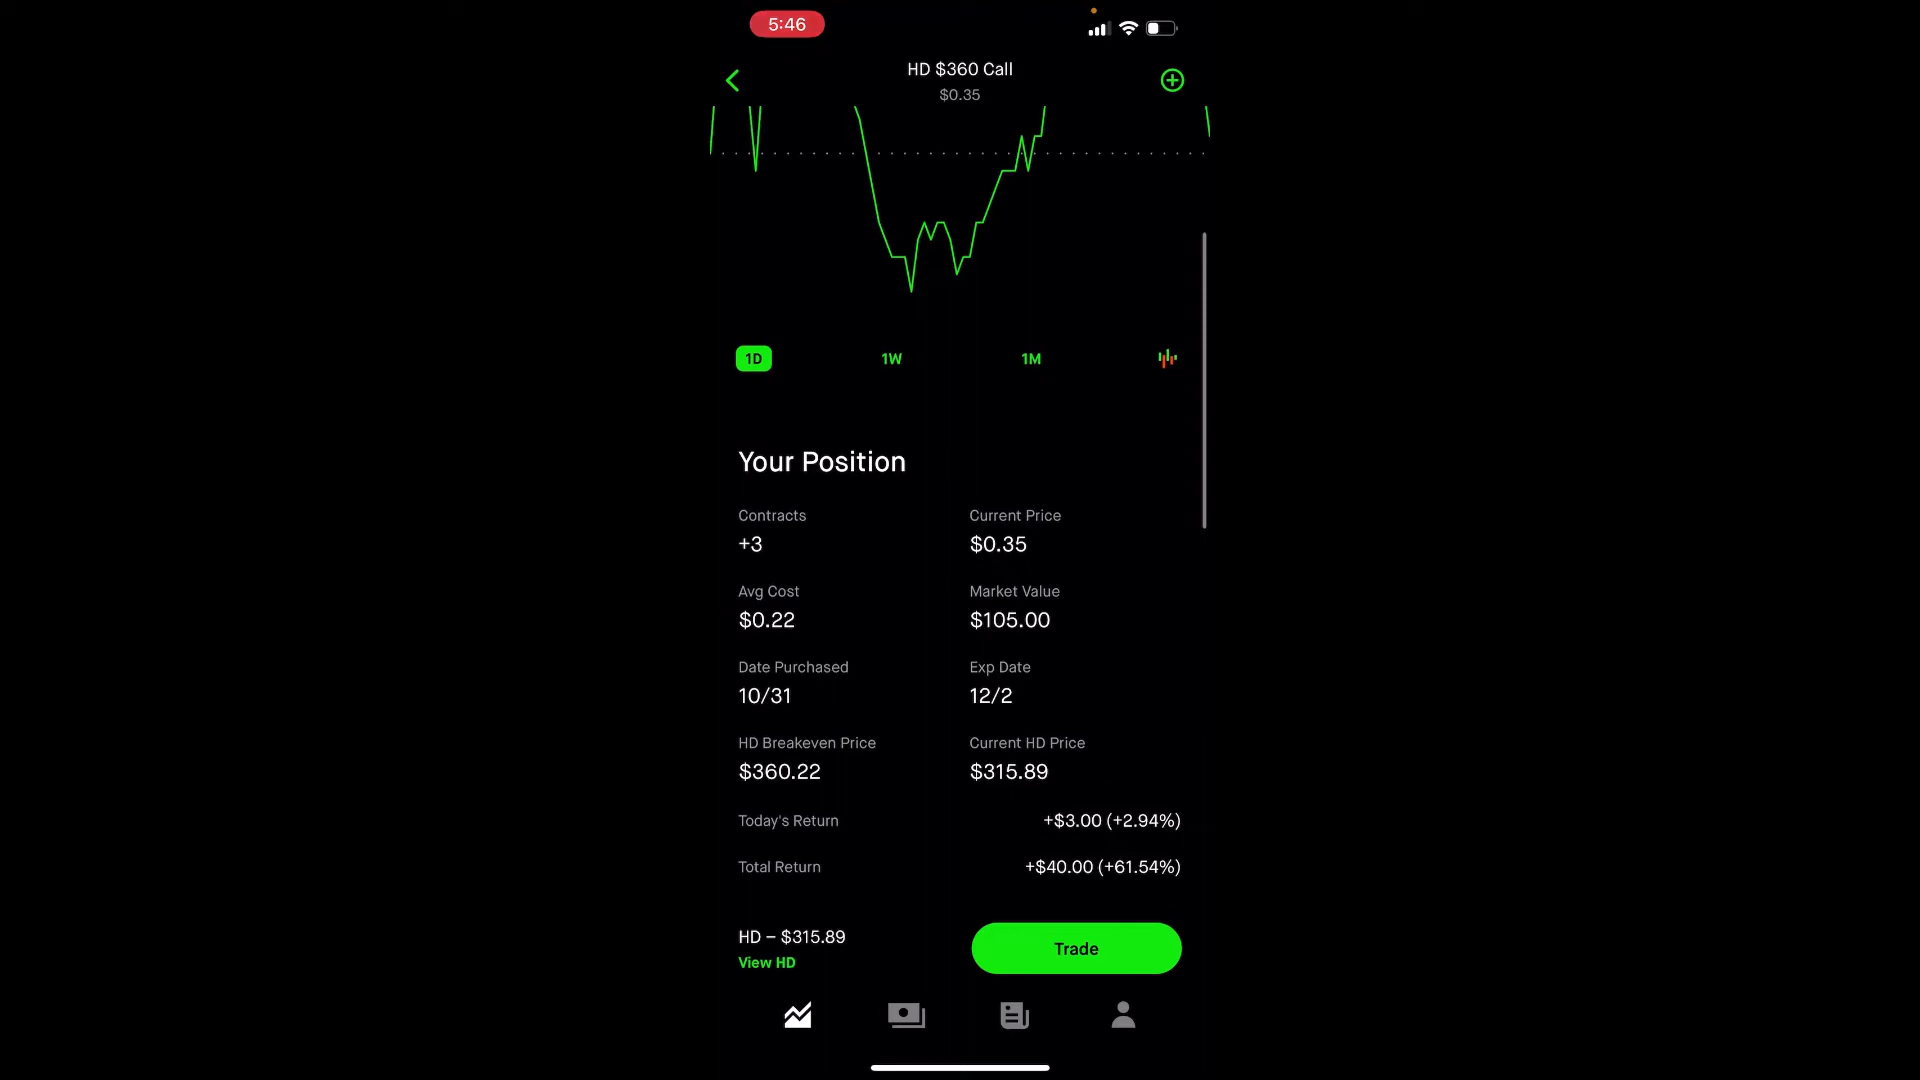 5:46
HD $360 Call
$0.35
1D 1W 1M
Your Position
Contracts Current Price
+3 $0.35
Avg Cost Market Value
$0.22 $105.00
Date Purchased Exp Date
10/31 12/2
HD Breakeven Price Current HD Price
$360.22 $315.89
Today's Return +$3.00 (+2.94%)
Total Return +$40.00 (+61.54%)
HD – $315.89
View HD
Trade